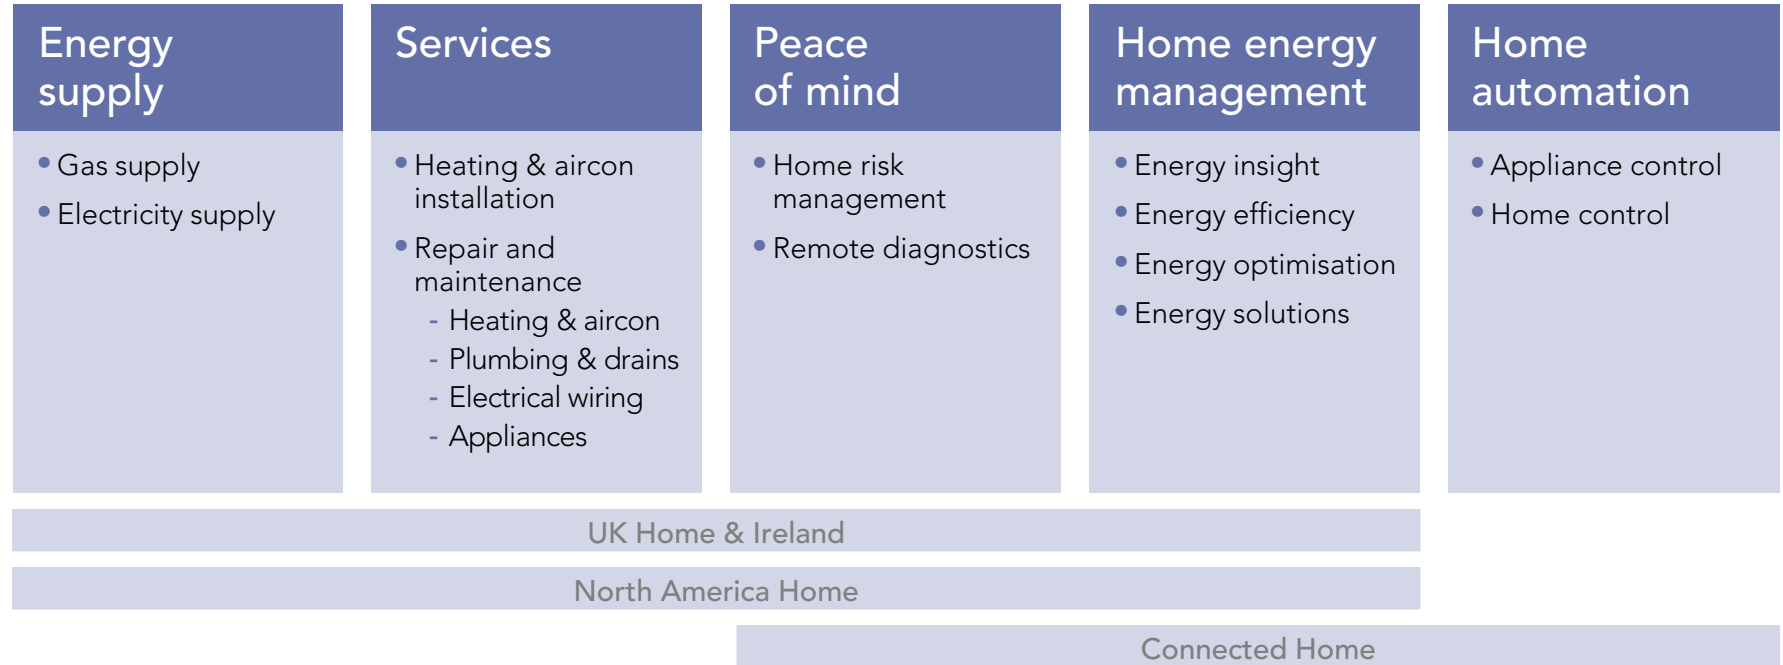 Energy
supply
• Gas supply
• Electricity supply
Services
• Heating & aircon
installation
• Repair and
maintenance
- Heating & aircon
- Plumbing & drains
- Electrical wiring
- Appliances
Peace
of mind
• Home risk
management
• Remote diagnostics
Home energy
management
• Energy insight
• Energy efficiency
• Energy optimisation
• Energy solutions
Home
automation
• Appliance control
• Home control
UK Home & Ireland
North America Home
Connected Home